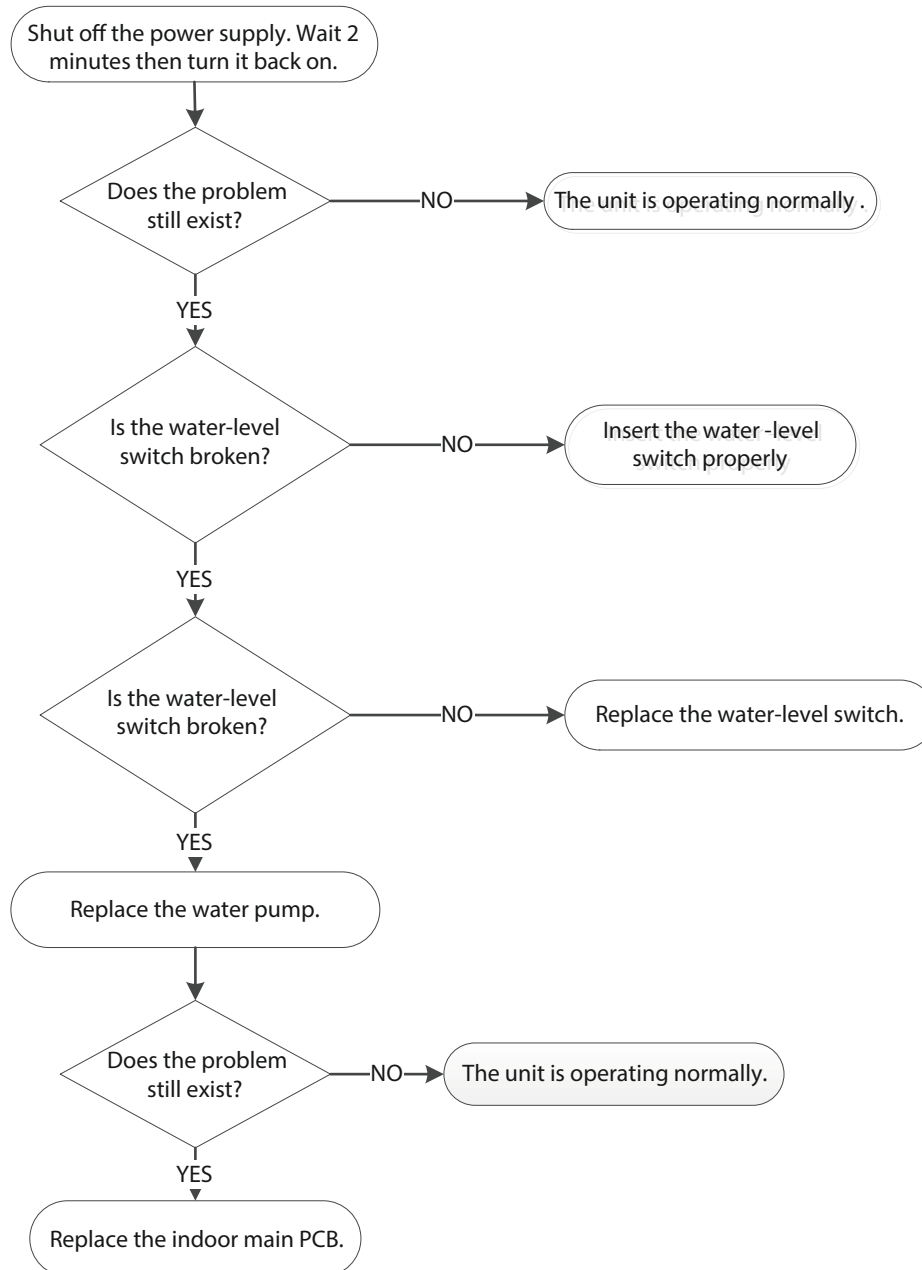 Shut off the power supply. Wait 2
minutes then turn it back on.
Does the problem
still exist?
NO
The unit is operating normally .
YES
Is the water-level
switch broken?
NO
Insert the water -level
switch properly
YES
Is the water-level
switch broken?
NO
Replace the water-level switch.
YES
Replace the water pump.
Does the problem
still exist?
NO
The unit is operating normally.
YES
Replace the indoor main PCB.